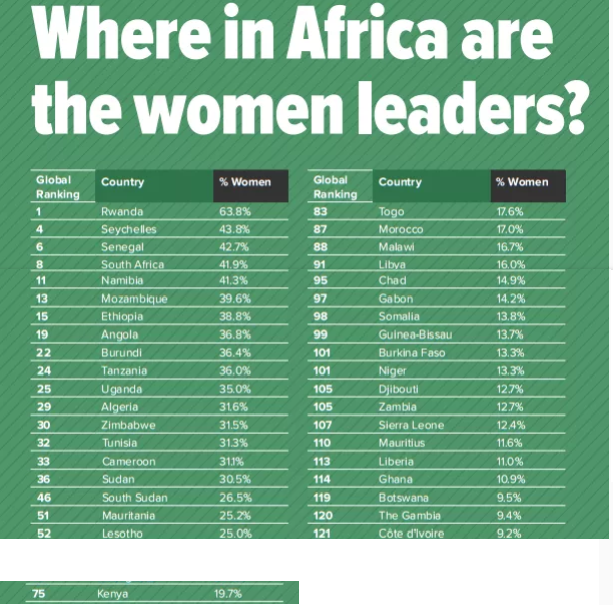 Where in Africa are
the women leaders?
Global Ranking Country % Women
1 Rwanda 63.8%
4 Seychelles 43.8%
6 Senegal 42.7%
8 South Africa 41.9%
11 Namibia 41.3%
13 Mozambique 39.6%
15 Ethiopia 38.8%
19 Angola 36.8%
22 Burundi 36.4%
24 Tanzania 36.0%
25 Uganda 35.0%
29 Algeria 31.6%
30 Zimbabwe 31.5%
32 Tunisia 31.3%
33 Cameroon 31.1%
36 Sudan 30.5%
46 South Sudan 26.5%
51 Mauritania 25.2%
52 Lesotho 25.0%
Global Ranking Country % Women
83 Togo 17.6%
87 Morocco 17.0%
88 Malawi 16.7%
91 Libya 16.0%
95 Chad 14.9%
97 Gabon 14.2%
98 Somalia 13.8%
99 Guinea-Bissau 13.7%
101 Burkina Faso 13.3%
101 Niger 13.3%
105 Djibouti 12.7%
105 Zambia 12.7%
107 Sierra Leone 12.4%
110 Mauritius 11.6%
113 Liberia 11.0%
114 Ghana 10.9%
119 Botswana 9.5%
120 The Gambia 9.4%
121 Côte d'Ivoire 9.2%
75 Kenya 19.7%